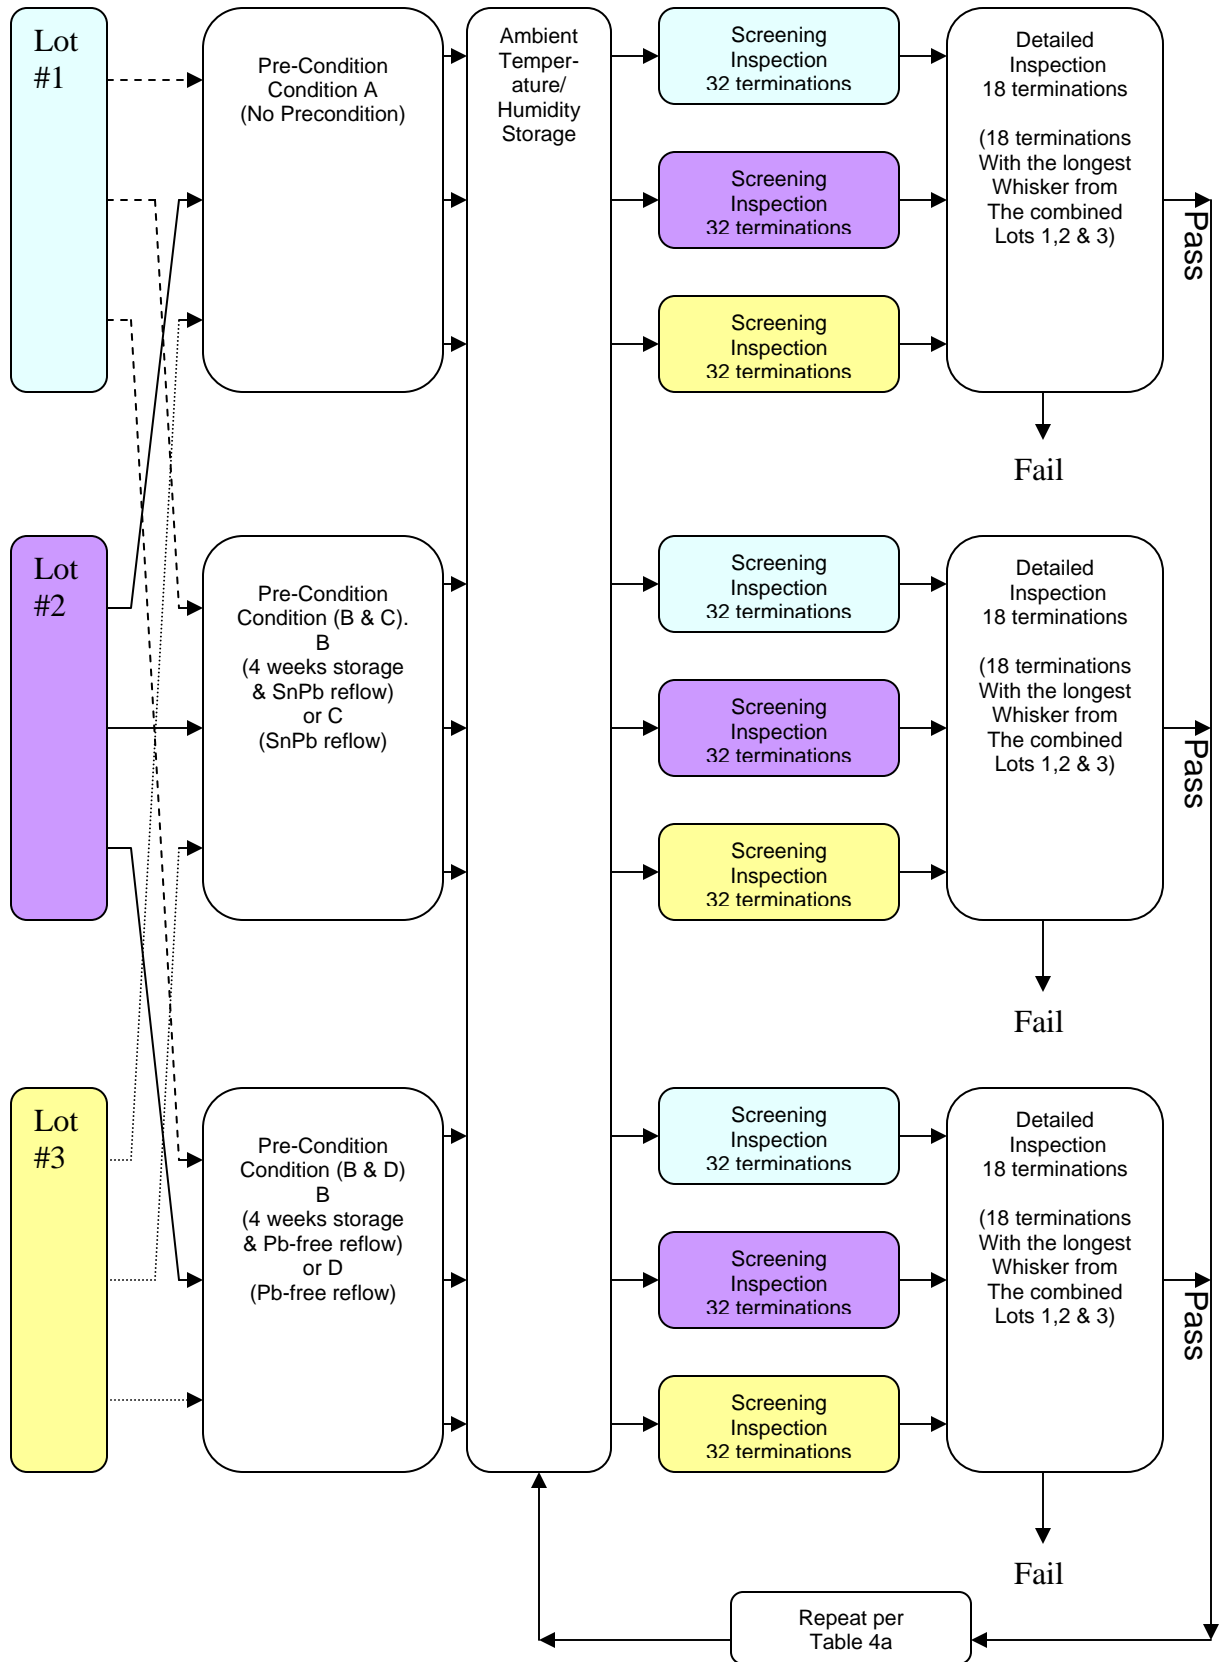 Lot
#1
Pre-Condition
Condition A
(No Precondition)
Ambient
Temper-
ature/
Humidity
Storage
Screening
Inspection
32 terminations
Screening
Inspection
32 terminations
Screening
Inspection
32 terminations
Detailed
Inspection
18 terminations
(18 terminations
With the longest
Whisker from
The combined
Lots 1,2 & 3)
Pass
Fail
Lot
#2
Pre-Condition
Condition (B & C).
B
(4 weeks storage
& SnPb reflow)
or C
(SnPb reflow)
Screening
Inspection
32 terminations
Screening
Inspection
32 terminations
Screening
Inspection
32 terminations
Detailed
Inspection
18 terminations
(18 terminations
With the longest
Whisker from
The combined
Lots 1,2 & 3)
Pass
Fail
Lot
#3
Pre-Condition
Condition (B & D)
B
(4 weeks storage
& Pb-free reflow)
or D
(Pb-free reflow)
Screening
Inspection
32 terminations
Screening
Inspection
32 terminations
Screening
Inspection
32 terminations
Detailed
Inspection
18 terminations
(18 terminations
With the longest
Whisker from
The combined
Lots 1,2 & 3)
Pass
Fail
Repeat per
Table 4a